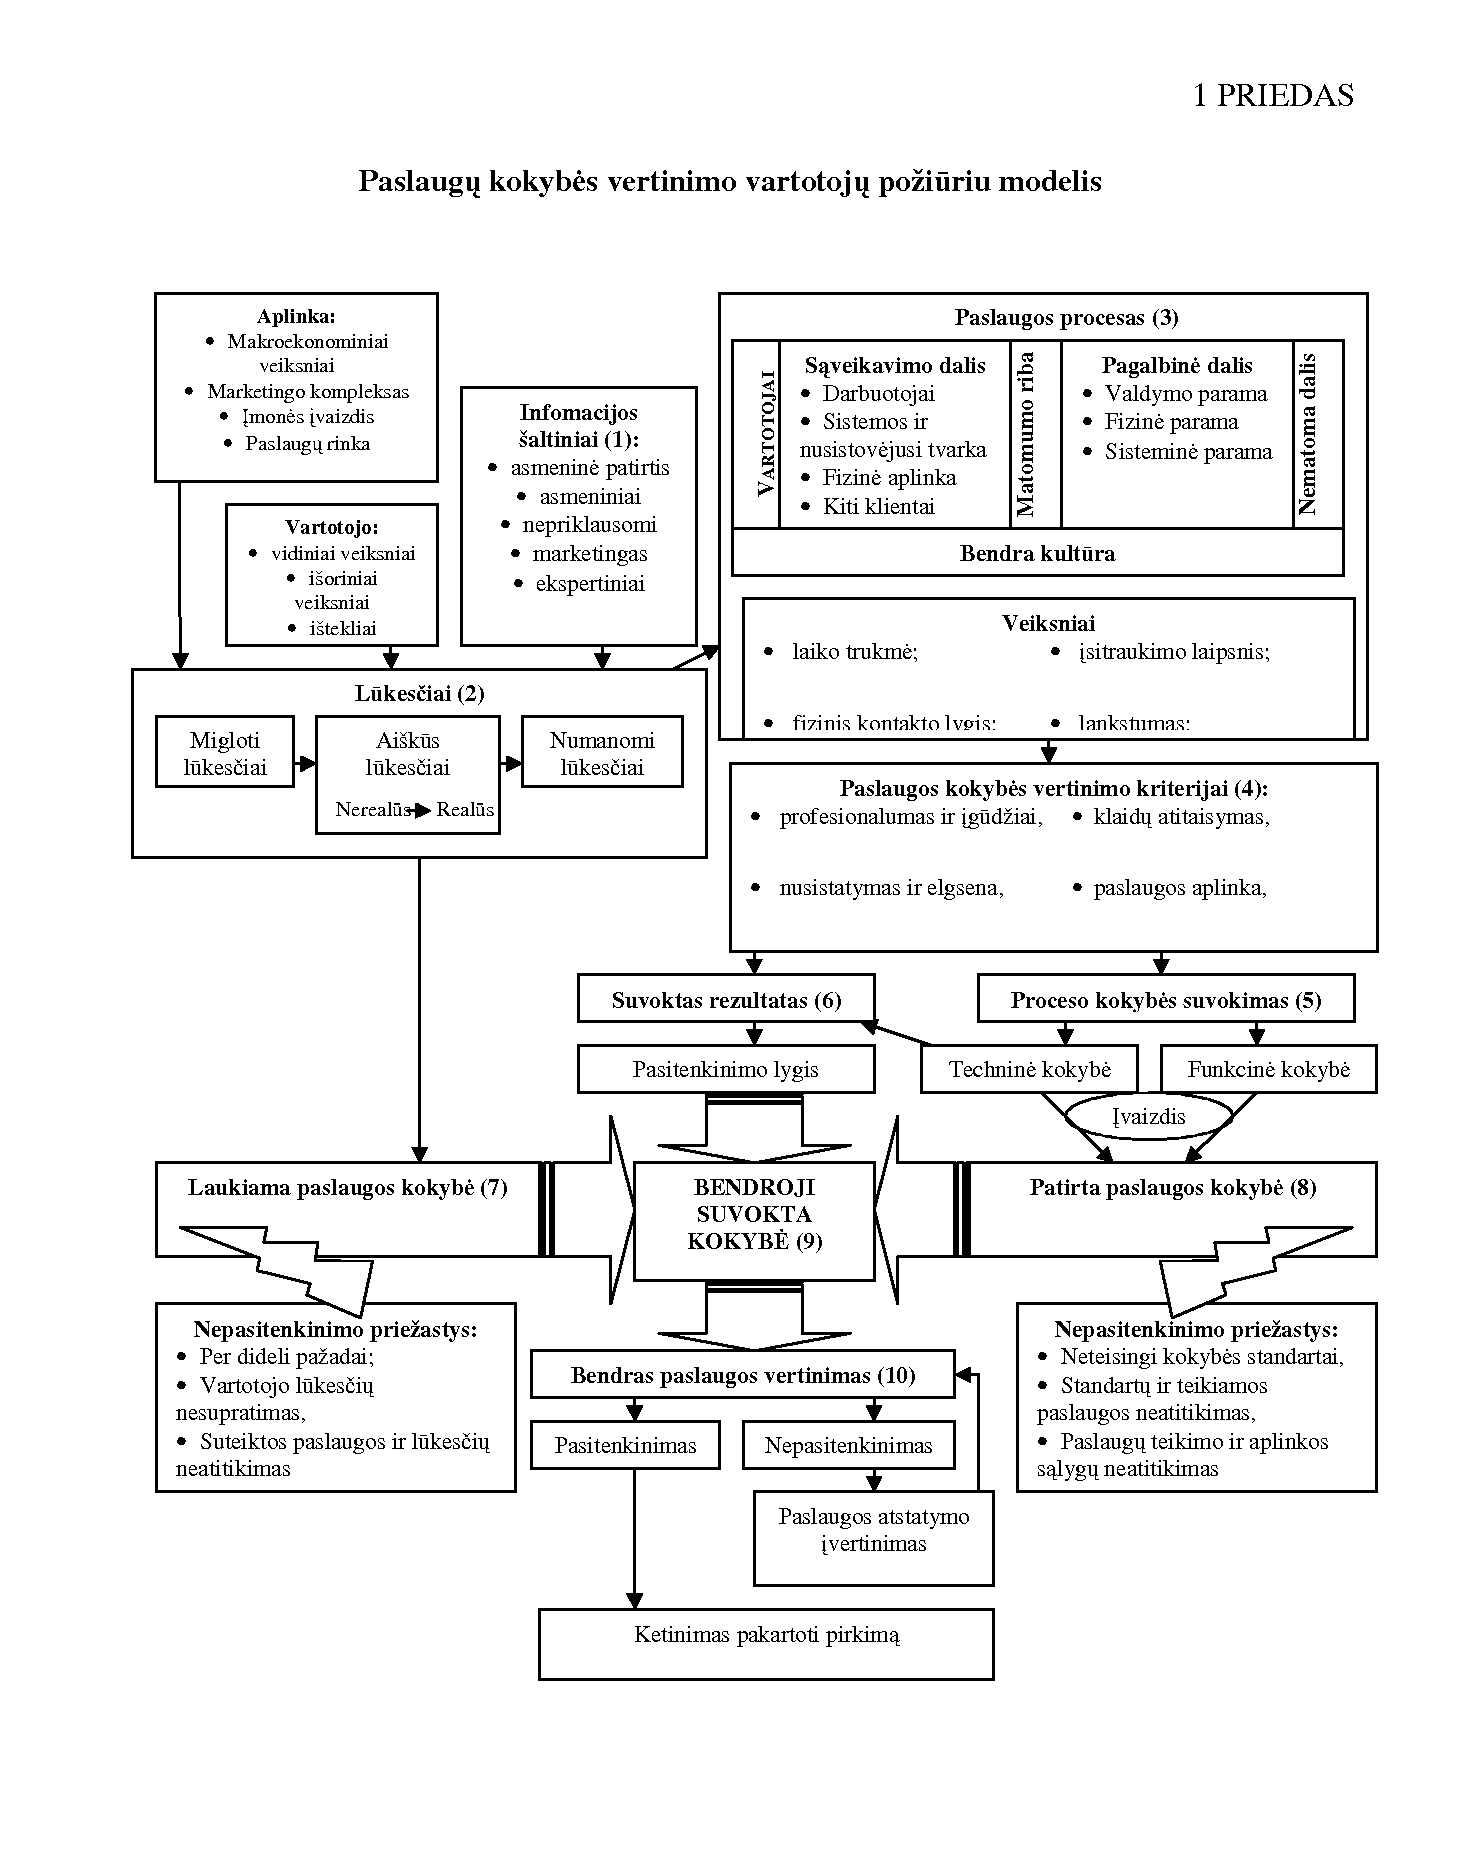 1 PRIEDAS
Paslaugų kokybės vertinimo vartotojų požiūriu modelis
Aplinka:
• Makroekonominiai
veiksniai
• Marketingo kompleksas
• Įmonės įvaizdis
• Paslaugų rinka
Vartotojo:
• vidiniai veiksniai
• išoriniai
veiksniai
• ištekliai
Infomacijos
šaltiniai (1):
• asmeninė patirtis
• asmeniniai
• nepriklausomi
• marketingas
• ekspertiniai
Paslaugos procesas (3)
VARTOTOJAI
Sąveikavimo dalis
• Darbuotojai
• Sistemos ir
nusistovėjusi tvarka
• Fizinė aplinka
• Kiti klientai
Matomumo riba
Pagalbinė dalis
• Valdymo parama
• Fizinė parama
• Sisteminė parama
Nematoma dalis
Bendra kultūra
Veiksniai
• laiko trukmė;
• įsitraukimo laipsnis;
• fizinis kontakto lygis;
• lankstumas;
Lūkesčiai (2)
Migloti
lūkesčiai
Aiškūs
lūkesčiai
Nerealūs
Realūs
Numanomi
lūkesčiai
Paslaugos kokybės vertinimo kriterijai (4):
• profesionalumas ir įgūdžiai,
• klaidų atitaisymas,
• nusistatymas ir elgsena,
• paslaugos aplinka,
Suvoktas rezultatas (6)
Proceso kokybės suvokimas (5)
Pasitenkinimo lygis
Techninė kokybė
Funkcinė kokybė
Įvaizdis
Laukiama paslaugos kokybė (7)
BENDROJI
SUVOKTA
KOKYBĖ (9)
Patirta paslaugos kokybė (8)
Nepasitenkinimo priežastys:
• Per dideli pažadai;
• Vartotojo lūkesčių
nesupratimas,
• Suteiktos paslaugos ir lūkesčių
neatitikimas
Nepasitenkinimo priežastys:
• Neteisingi kokybės standartai,
• Standartų ir teikiamos
paslaugos neatitikimas,
• Paslaugų teikimo ir aplinkos
sąlygų neatitikimas
Bendras paslaugos vertinimas (10)
Pasitenkinimas
Nepasitenkinimas
Paslaugos atstatymo
įvertinimas
Ketinimas pakartoti pirkimą